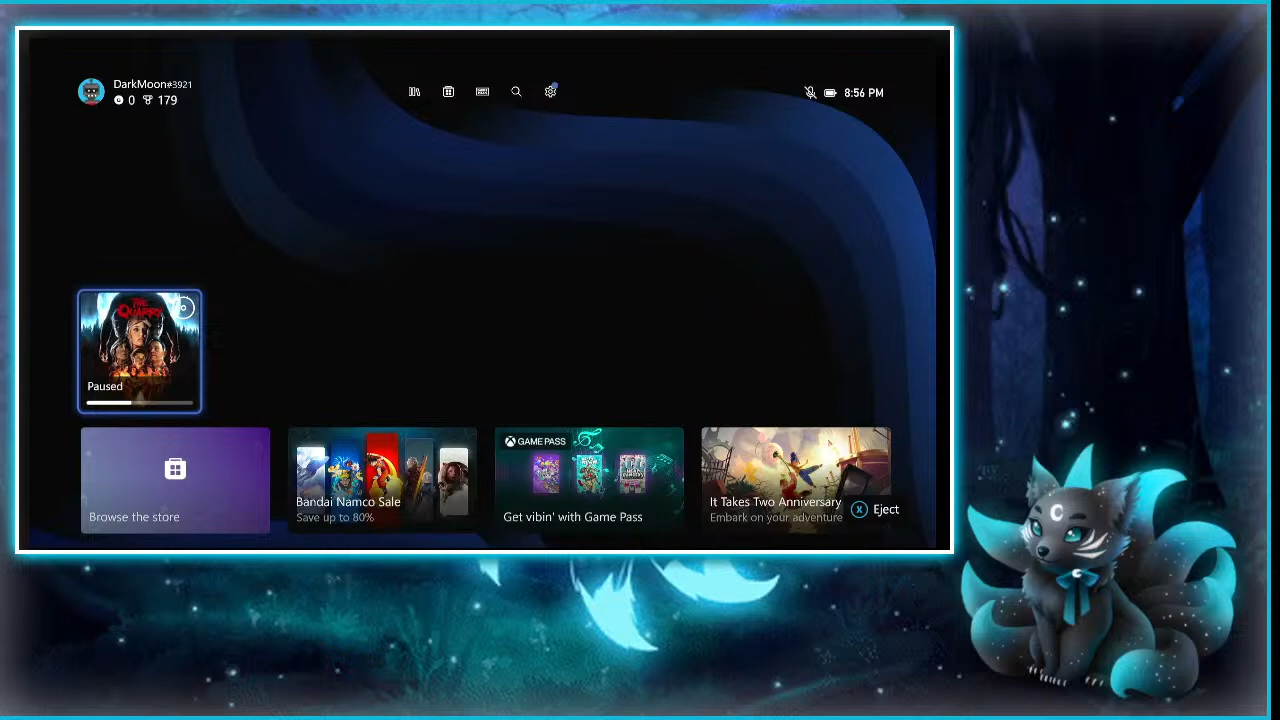 DarkMoon#3921
0 179
8:56 PM
THE QUARRY
Paused
Browse the store
Bandai Namco Sale
Save up to 80%
GAME PASS
Get vibin' with Game Pass
It Takes Two Anniversary
Embark on your adventure
X Eject